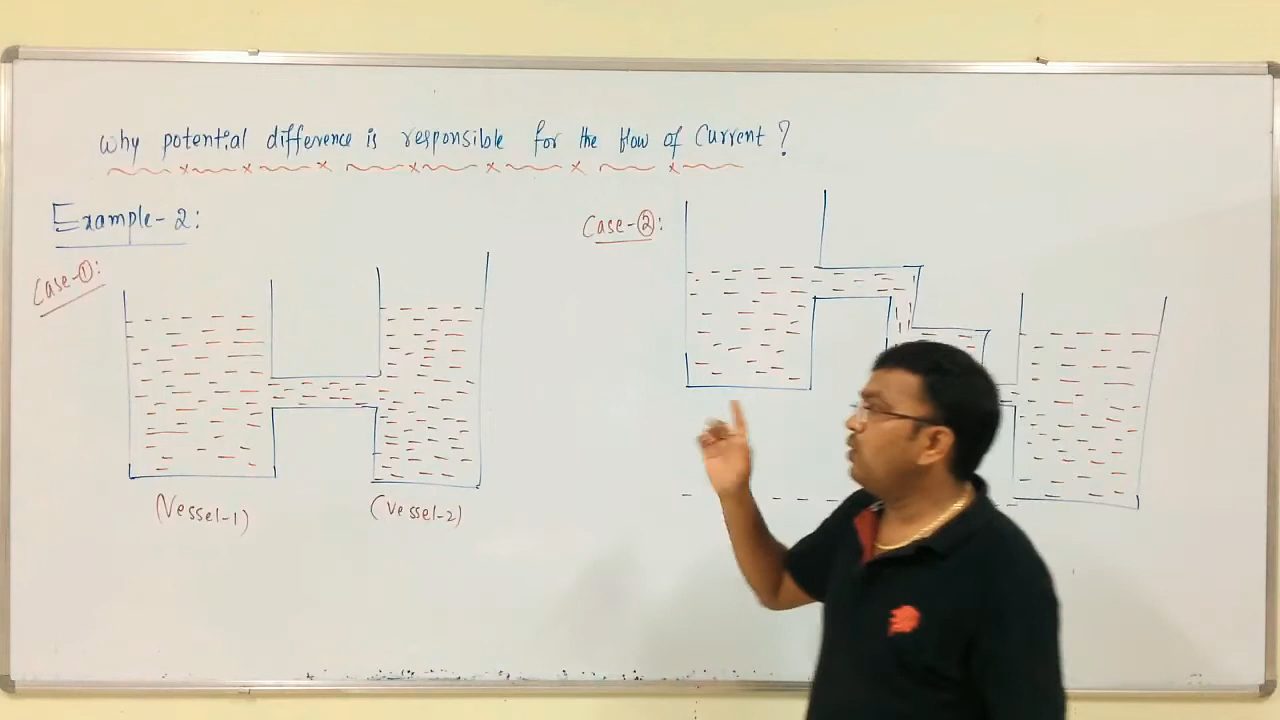 Why potential difference is responsible for the flow of Current ?
Example-2:
Case-①:
Case-②:
(Vessel-1)
(Vessel-2)